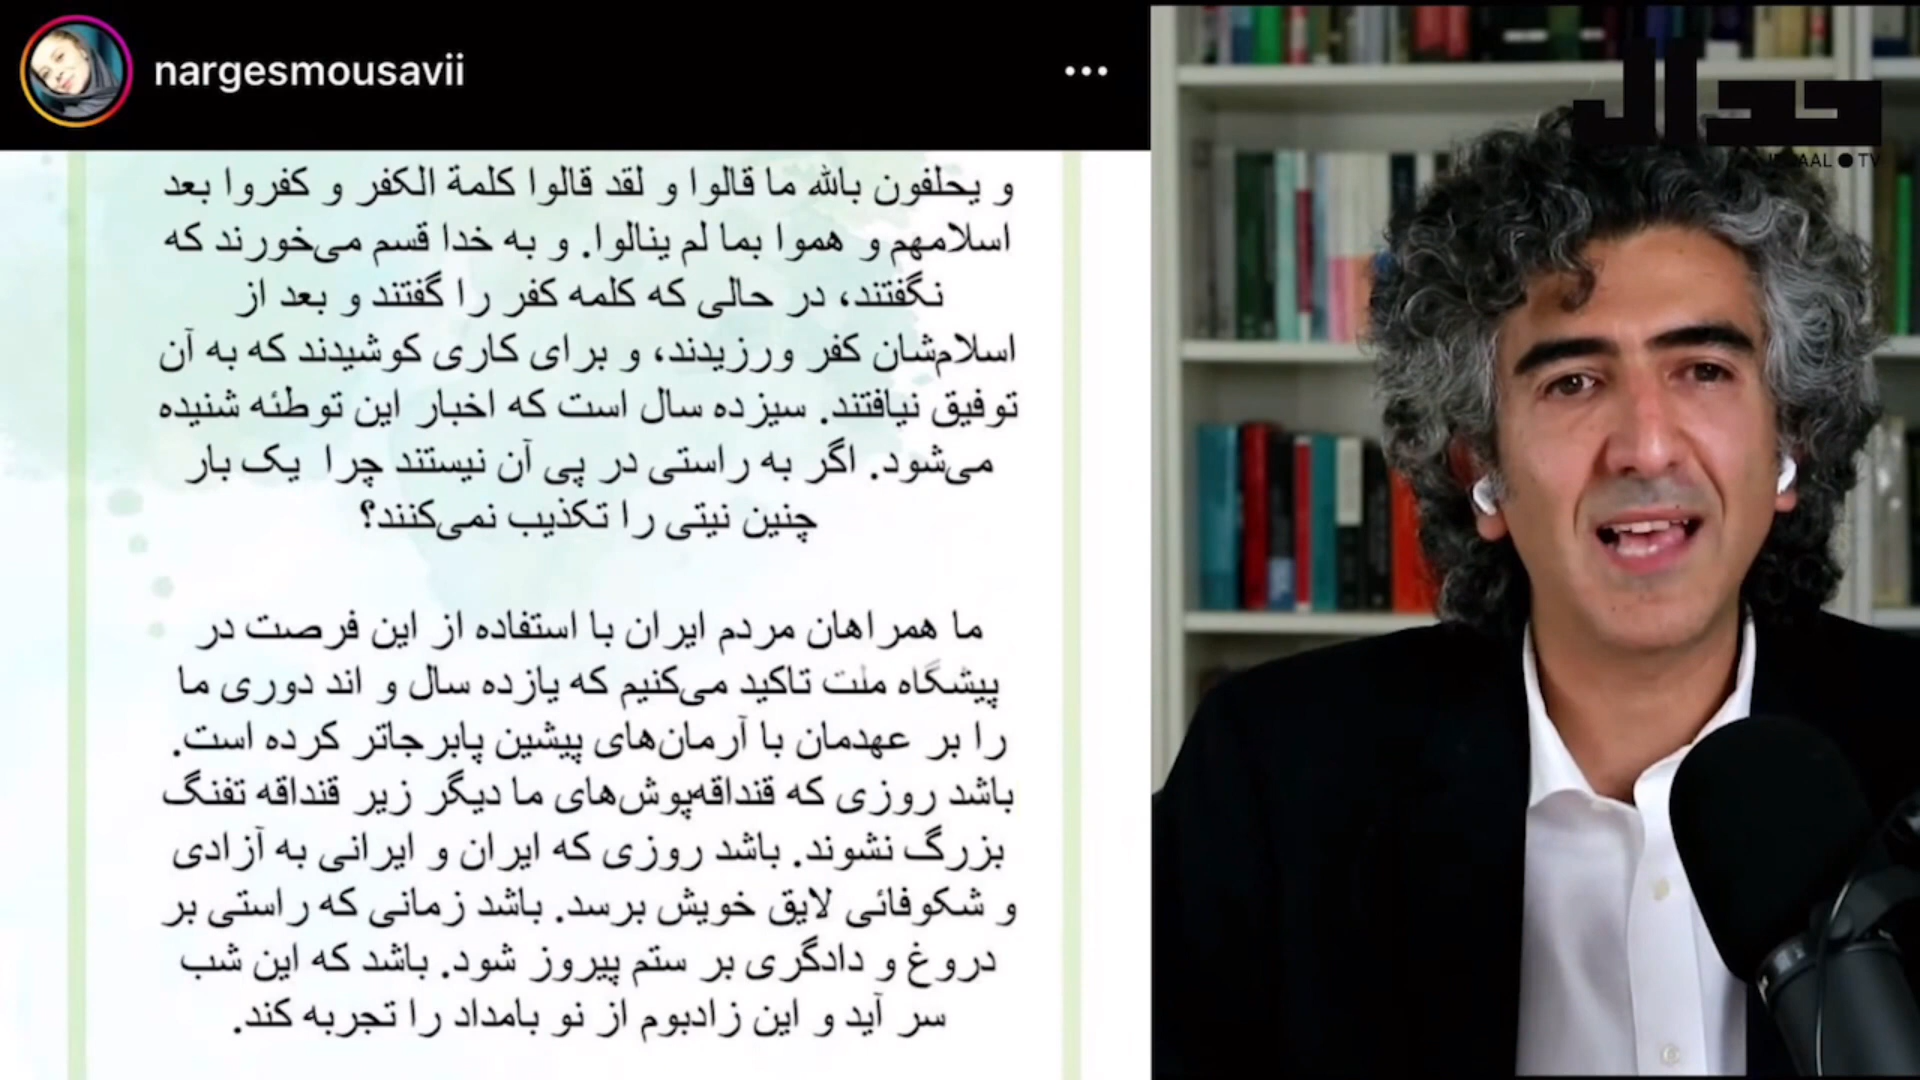 nargesmousavii
جدال
JEDAAL●TV
و يحلفون بالله ما قالوا و لقد قالوا كلمة الكفر و كفروا بعد
اسلامهم و هموا بما لم ينالوا. و به خدا قسم می‌خورند که
نگفتند، در حالی که کلمه کفر را گفتند و بعد از
اسلام‌شان کفر ورزیدند، و برای کاری کوشیدند که به آن
توفیق نیافتند. سیزده سال است که اخبار این توطئه شنیده
می‌شود. اگر به راستی در پی آن نیستند چرا یک بار
چنین نیتی را تکذیب نمی‌کنند؟
ما همراهان مردم ایران با استفاده از این فرصت در
پیشگاه ملت تاکید می‌کنیم که یازده سال و اند دوری ما
را بر عهدمان با آرمان‌های پیشین پابرجاتر کرده است.
باشد روزی که قنداقه‌پوش‌های ما دیگر زیر قنداقه تفنگ
بزرگ نشوند. باشد روزی که ایران و ایرانی به آزادی
و شکوفائی لایق خویش برسد. باشد زمانی که راستی بر
دروغ و دادگری بر ستم پیروز شود. باشد که این شب
سر آید و این زادبوم از نو بامداد را تجربه کند.